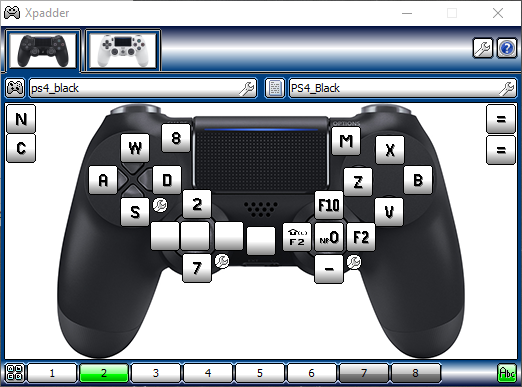 Xpadder
ps4_black
PS4_Black
N
C
8
W
A
D
S
2
7
OPTIONS
M
X
Z
B
V
F10
⇧(L)
F2
NP0
F2
-
=
=
1
2
3
4
5
6
7
8
Abc